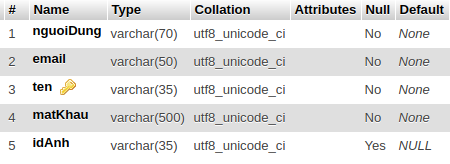 # Name Type Collation Attributes Null Default
1 nguoiDung varchar(70) utf8_unicode_ci No None
2 email varchar(50) utf8_unicode_ci No None
3 ten varchar(35) utf8_unicode_ci No None
4 matKhau varchar(500) utf8_unicode_ci No None
5 idAnh varchar(35) utf8_unicode_ci Yes NULL